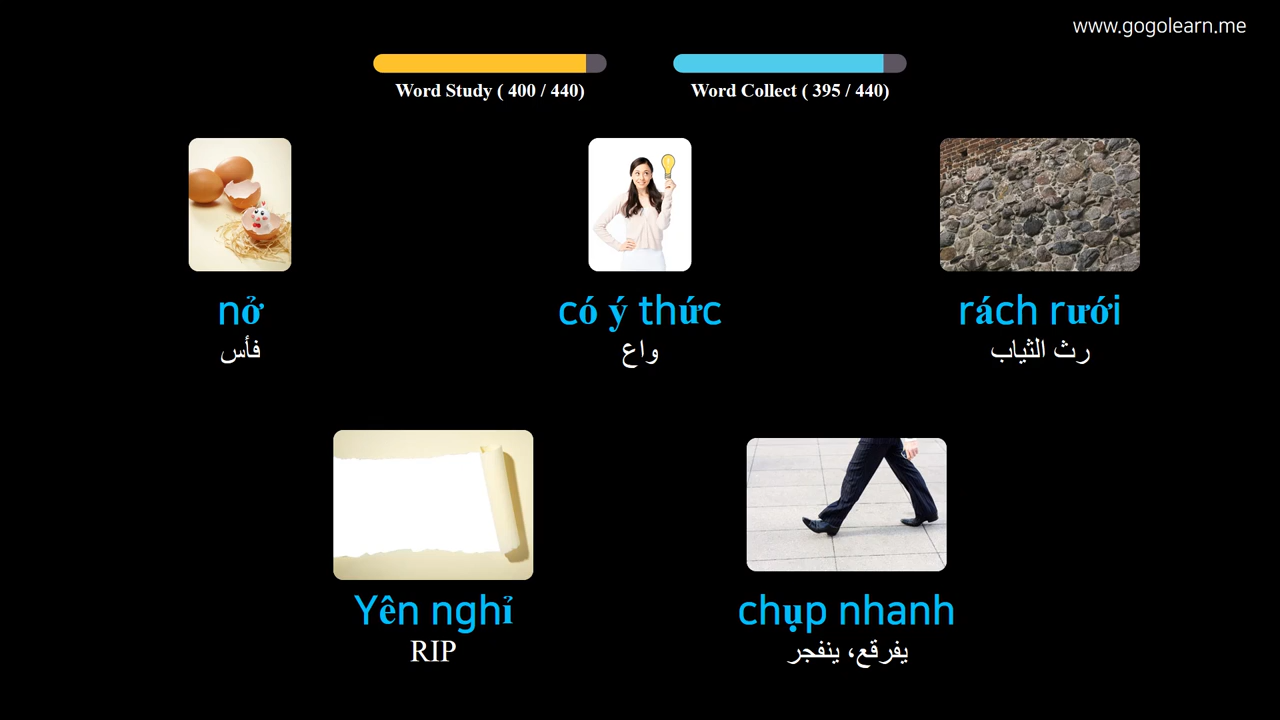 www.gogolearn.me
Word Study ( 400 / 440)
Word Collect ( 395 / 440)
nở
có ý thức
rách rưới
فأس
واع
رث الثياب
Yên nghỉ
chụp nhanh
RIP
يفرقع، ينفجر